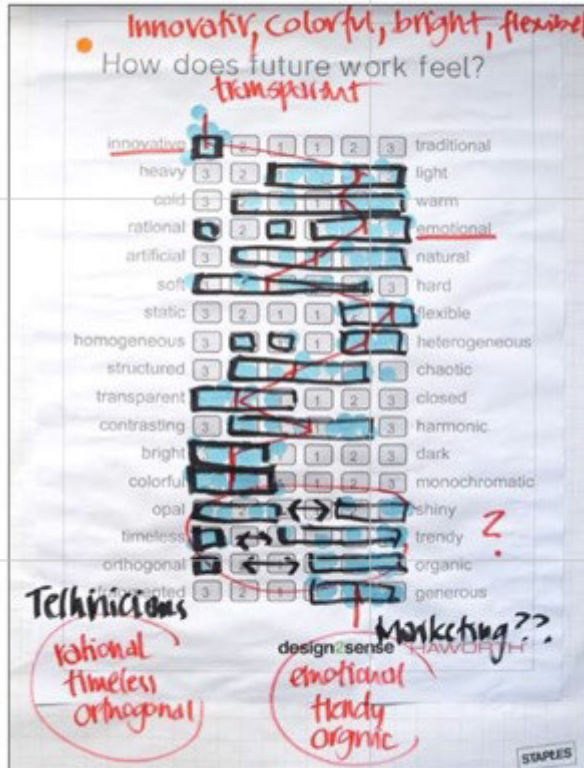 Innovativ, colorful, bright, flexibel
How does future work feel?
transparent
innovative 2 1 1 2 3 traditional
heavy 3 2 light
cold 3 warm
rational 2 emotional
artificial 3 natural
soft 3 hard
static 3 2 1 1 flexible
homogeneous 3 1 heterogeneous
structured 3 chaotic
transparent 1 2 3 closed
contrasting 3 harmonic
bright 1 2 3 dark
colorful 1 2 3 monochromatic
opal shiny
timeless trendy
orthogonal organic
3 2 1 generous
?
Technicions
Marketing??
design2sense HAWORTH
rational
timeless
orthogonal
emotional
trendy
orgnic
STAPLES